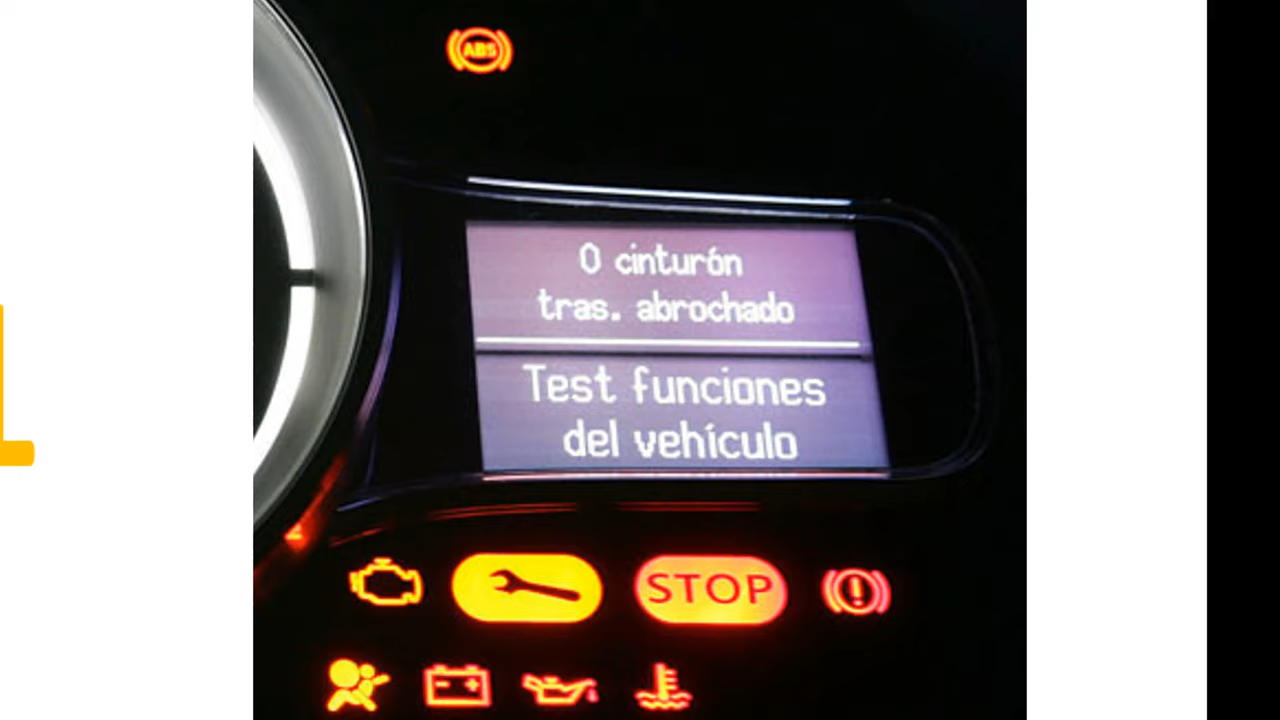 ABS
0 cinturón
tras. abrochado
Test funciones
del vehículo
STOP